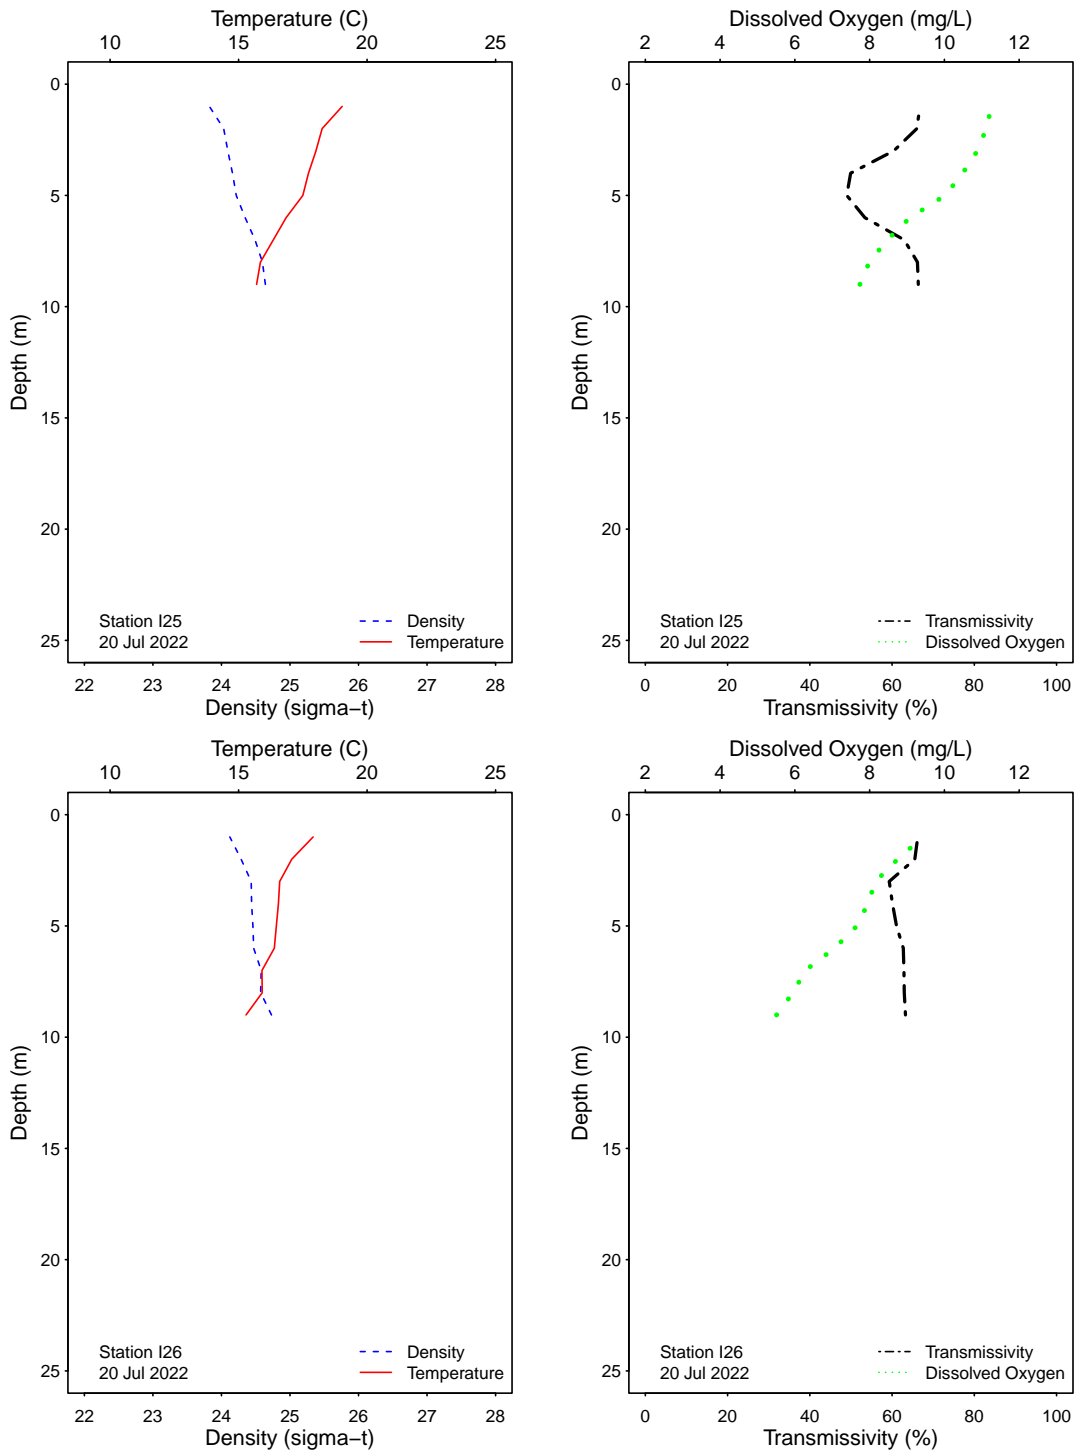 Temperature (C)
10 15 20 25
0
5
10
15
20
25
Depth (m)
Station I25
20 Jul 2022
Density
Temperature
22 23 24 25 26 27 28
Density (sigma−t)
Dissolved Oxygen (mg/L)
2 4 6 8 10 12
0
5
10
15
20
25
Depth (m)
Station I25
20 Jul 2022
Transmissivity
Dissolved Oxygen
0 20 40 60 80 100
Transmissivity (%)
Temperature (C)
10 15 20 25
0
5
10
15
20
25
Depth (m)
Station I26
20 Jul 2022
Density
Temperature
22 23 24 25 26 27 28
Density (sigma−t)
Dissolved Oxygen (mg/L)
2 4 6 8 10 12
0
5
10
15
20
25
Depth (m)
Station I26
20 Jul 2022
Transmissivity
Dissolved Oxygen
0 20 40 60 80 100
Transmissivity (%)